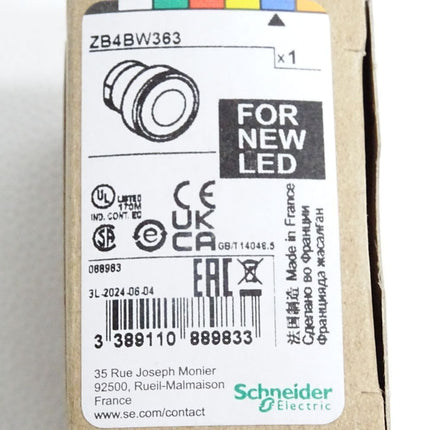 ZB4BW363
x1
FOR
NEW
LED
UL LISTED
170M
IND. CONT. EQ
CE
UK
CA
GB/T14048.5
088983
EAC
3L-2024-06-04
3 389110 889833
法国制造 Made in France
Сделано во Франции
Францияда жасалған
35 Rue Joseph Monier
92500, Rueil-Malmaison
France
www.se.com/contact
Schneider
Electric